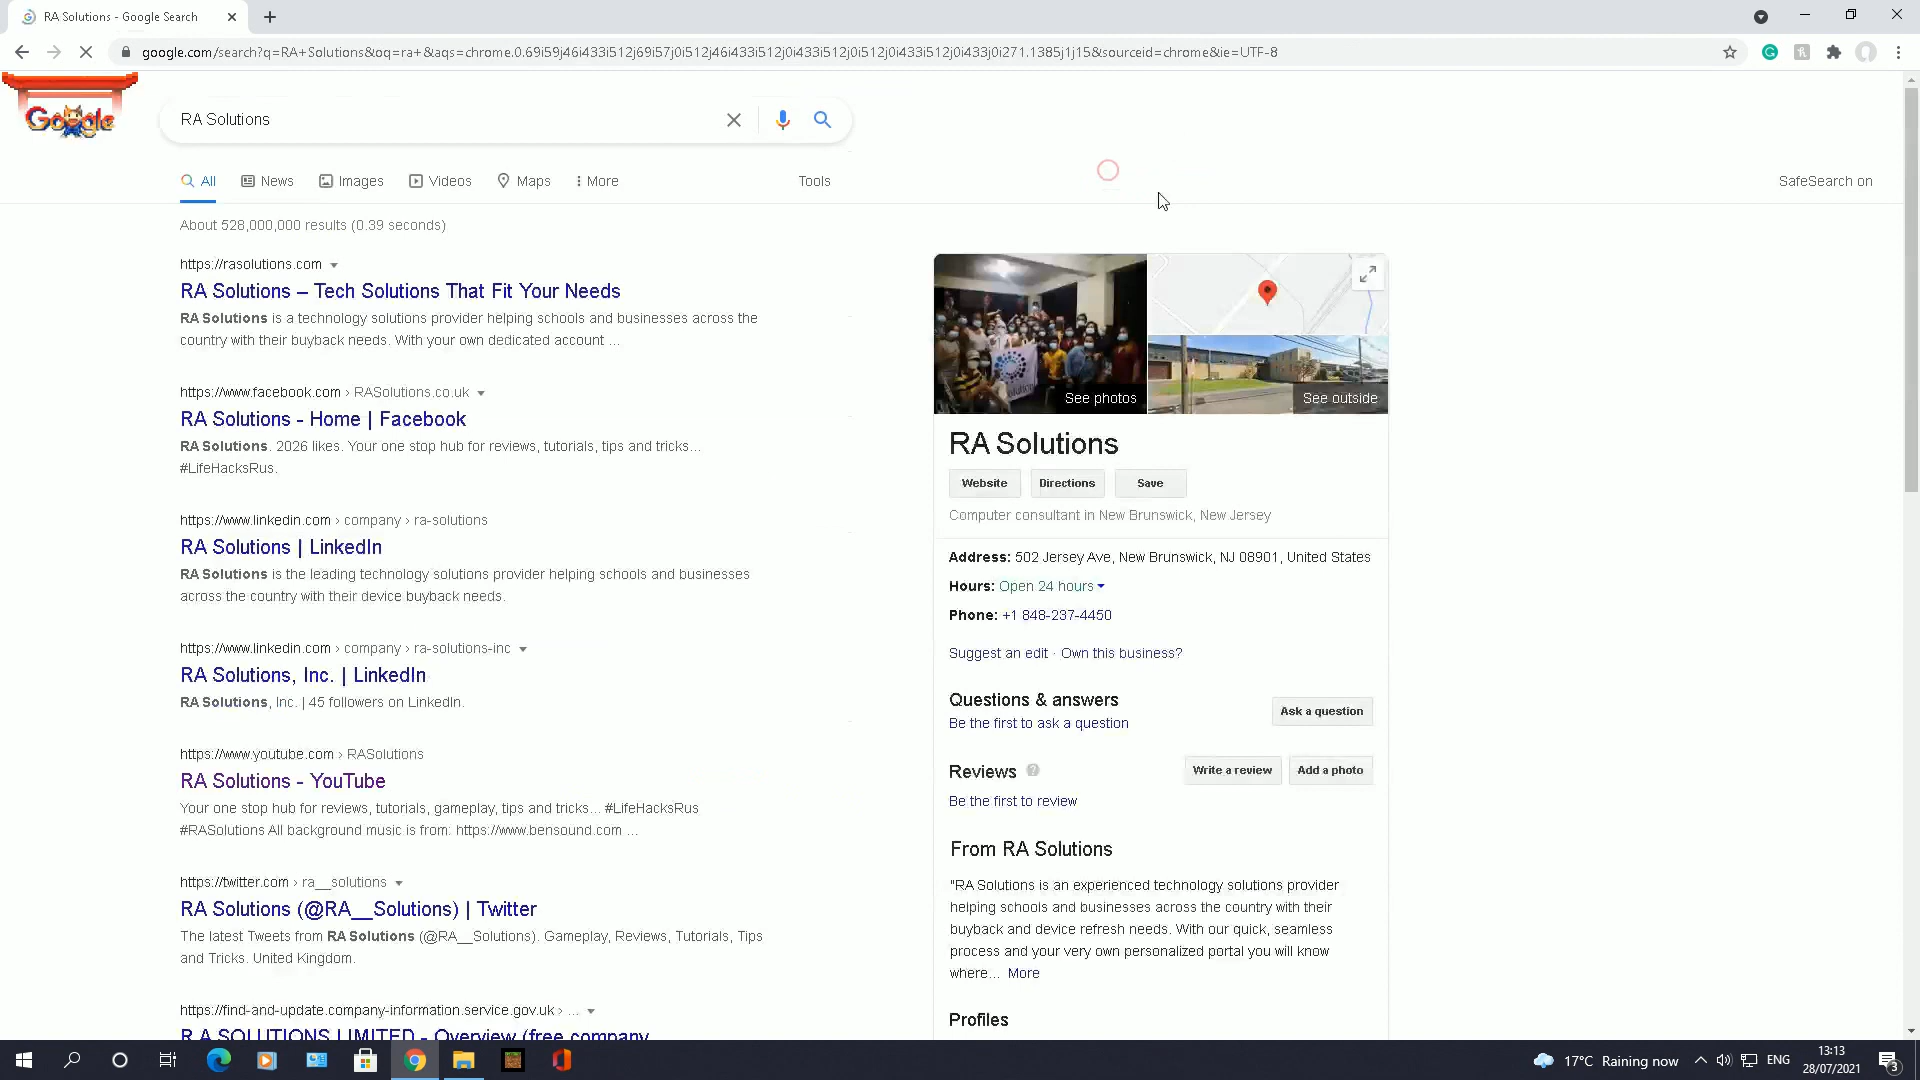 RA Solutions - Google Search
google.com/search?q=RA+Solutions&oq=ra+&aqs=chrome.0.69i59j46i433i512j69i57j0i512j46i433i512j0i433i512j0i512j0i433i512j0i433j0i271.1385j1j15&sourceid=chrome&ie=UTF-8
Google
RA Solutions
All News Images Videos Maps More Tools SafeSearch on
About 528,000,000 results (0.39 seconds)
https://rasolutions.com
RA Solutions – Tech Solutions That Fit Your Needs
RA Solutions is a technology solutions provider helping schools and businesses across the
country with their buyback needs. With your own dedicated account ...
https://www.facebook.com › RASolutions.co.uk
RA Solutions - Home | Facebook
RA Solutions. 2026 likes. Your one stop hub for reviews, tutorials, tips and tricks...
#LifeHacksRus.
https://www.linkedin.com › company › ra-solutions
RA Solutions | LinkedIn
RA Solutions is the leading technology solutions provider helping schools and businesses
across the country with their device buyback needs.
https://www.linkedin.com › company › ra-solutions-inc
RA Solutions, Inc. | LinkedIn
RA Solutions, Inc. | 45 followers on LinkedIn.
https://www.youtube.com › RASolutions
RA Solutions - YouTube
Your one stop hub for reviews, tutorials, gameplay, tips and tricks... #LifeHacksRus
#RASolutions All background music is from: https://www.bensound.com ...
https://twitter.com › ra__solutions
RA Solutions (@RA__Solutions) | Twitter
The latest Tweets from RA Solutions (@RA__Solutions). Gameplay, Reviews, Tutorials, Tips
and Tricks. United Kingdom.
https://find-and-update.company-information.service.gov.uk › ...
R A SOLUTIONS LIMITED - Overview (free company
See photos
See outside
RA Solutions
Website Directions Save
Computer consultant in New Brunswick, New Jersey
Address: 502 Jersey Ave, New Brunswick, NJ 08901, United States
Hours: Open 24 hours
Phone: +1 848-237-4450
Suggest an edit · Own this business?
Questions & answers
Be the first to ask a question
Ask a question
Reviews
Write a review Add a photo
Be the first to review
From RA Solutions
"RA Solutions is an experienced technology solutions provider
helping schools and businesses across the country with their
buyback and device refresh needs. With our quick, seamless
process and your very own personalized portal you will know
where... More
Profiles
17°C Raining now ENG
13:13
28/07/2021
3